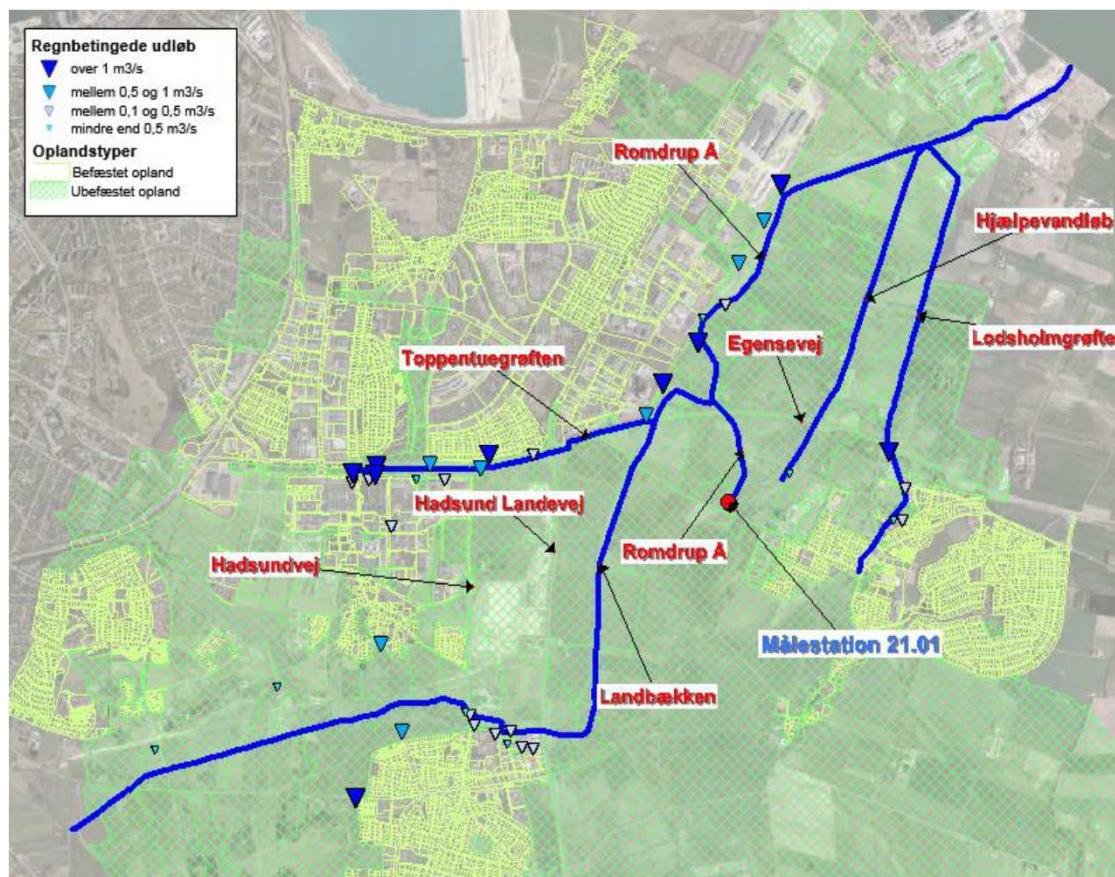 Regnbetingede udløb
over 1 m3/s
mellem 0,5 og 1 m3/s
mellem 0,1 og 0,5 m3/s
mindre end 0,5 m3/s
Oplandstyper
Befæstet opland
Ubefæstet opland
Romdrup Å
Hjælpevandløb
Lodsholmgrøfte
Egensevej
Toppentuegrøften
Hadsund Landevej
Hadsundvej
Romdrup Å
Målestation 21.01
Landbækken